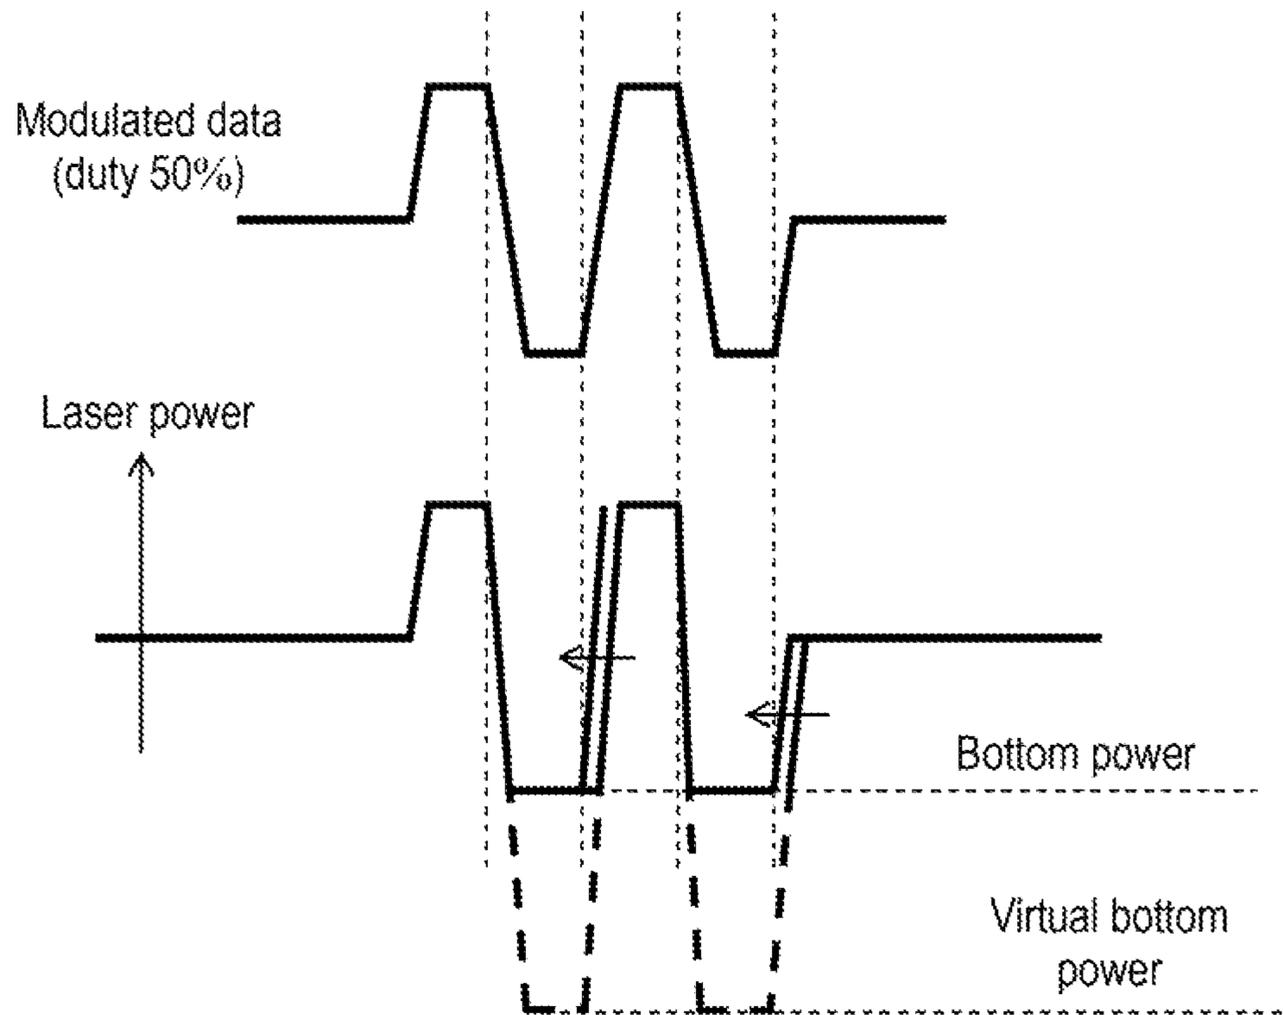 Modulated data
(duty 50%)
Laser power
Bottom power
Virtual bottom
power